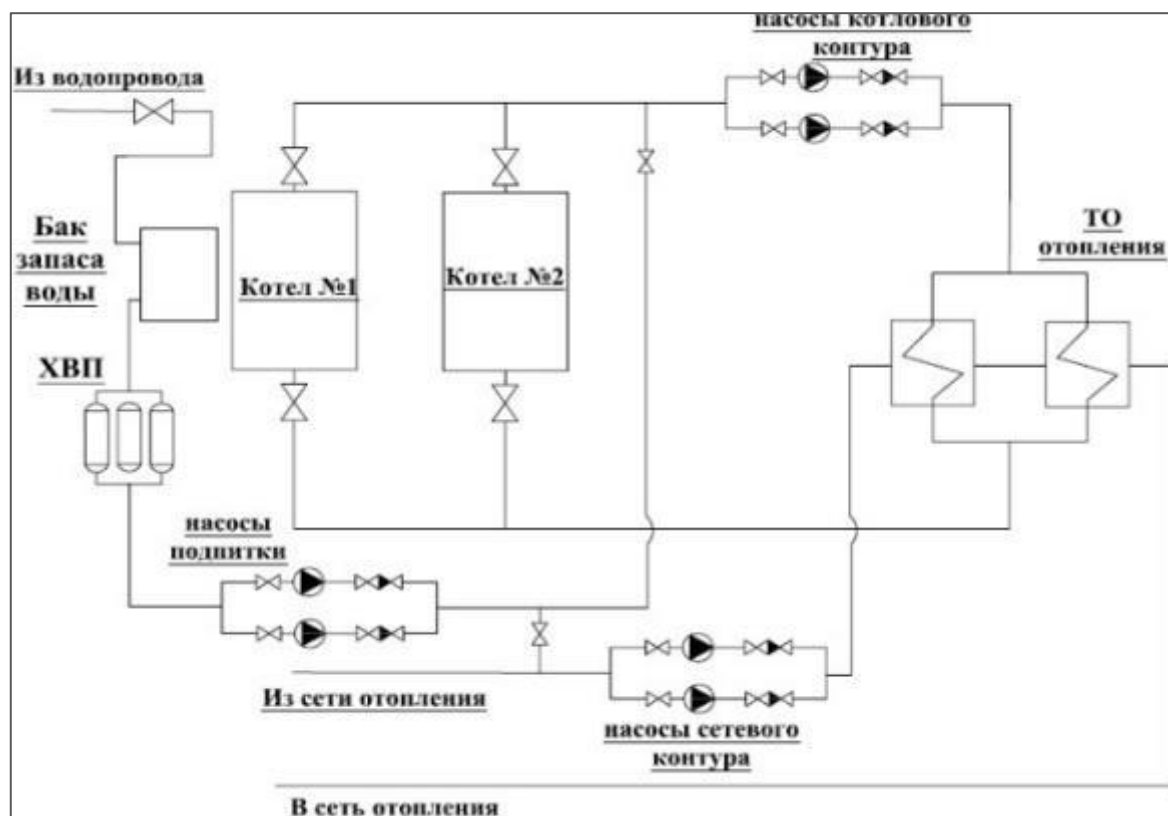 насосы котлового
контура
Из водопровода
Бак
запаса
воды
Котел №1
Котел №2
ТО
отопления
ХВП
насосы
подпитки
Из сети отопления
насосы сетевого
контура
В сеть отопления